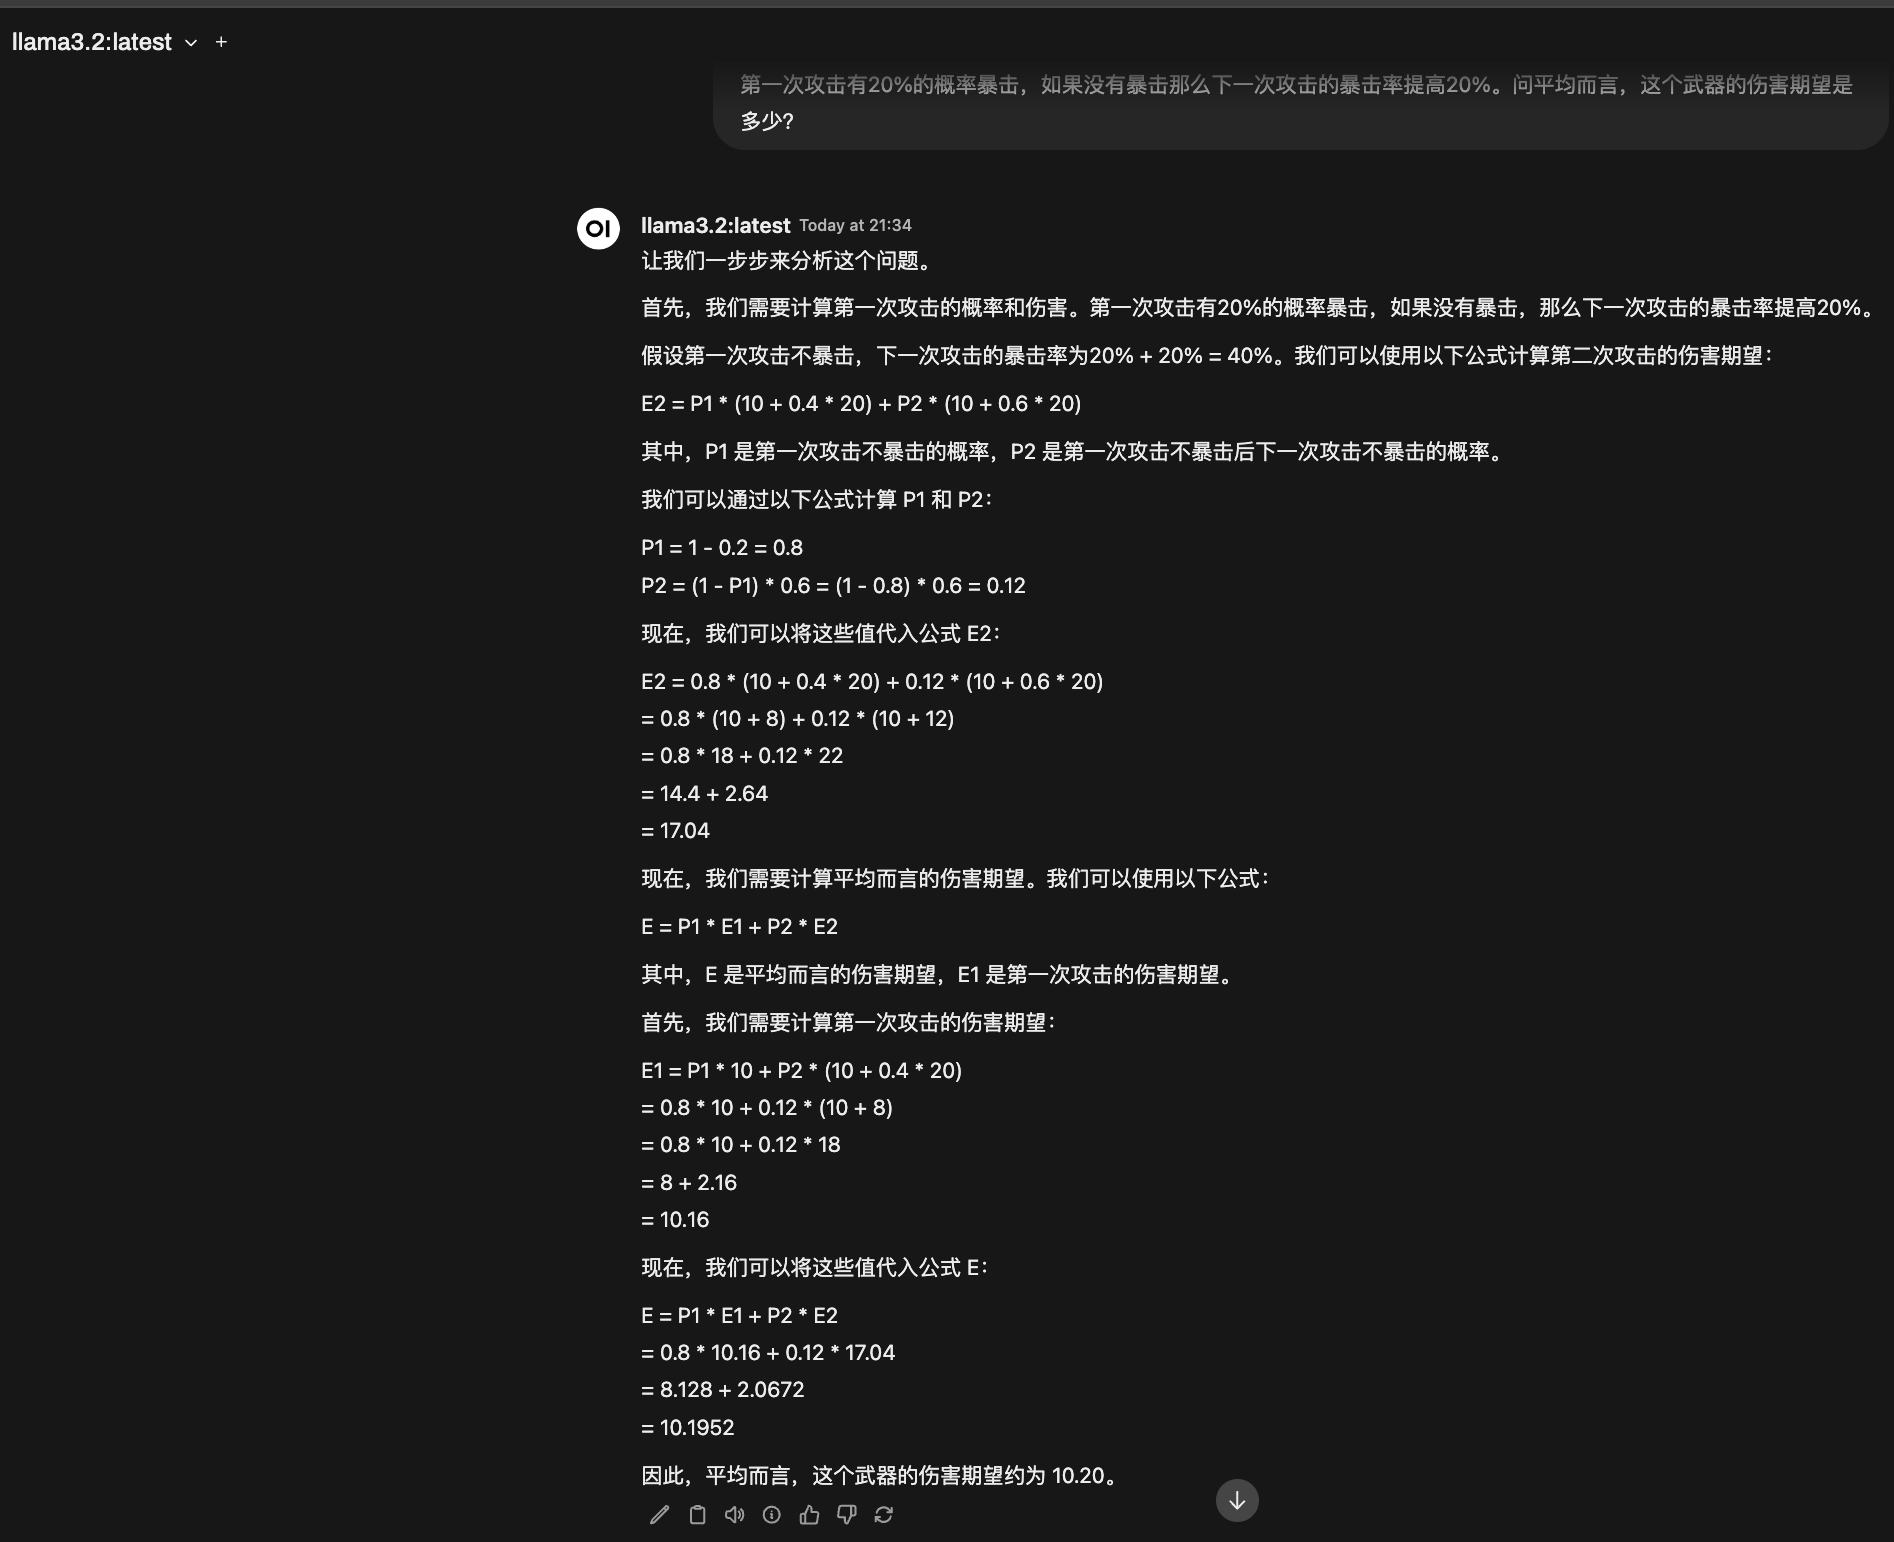 llama3.2:latest
第一次攻击有20%的概率暴击，如果没有暴击那么下一次攻击的暴击率提高20%。问平均而言，这个武器的伤害期望是
多少？
OI
llama3.2:latest Today at 21:34
让我们一步步来分析这个问题。
首先，我们需要计算第一次攻击的概率和伤害。第一次攻击有20%的概率暴击，如果没有暴击，那么下一次攻击的暴击率提高20%。
假设第一次攻击不暴击，下一次攻击的暴击率为20% + 20% = 40%。我们可以使用以下公式计算第二次攻击的伤害期望：
E2 = P1 * (10 + 0.4 * 20) + P2 * (10 + 0.6 * 20)
其中，P1 是第一次攻击不暴击的概率，P2 是第一次攻击不暴击后下一次攻击不暴击的概率。
我们可以通过以下公式计算 P1 和 P2：
P1 = 1 - 0.2 = 0.8
P2 = (1 - P1) * 0.6 = (1 - 0.8) * 0.6 = 0.12
现在，我们可以将这些值代入公式 E2：
E2 = 0.8 * (10 + 0.4 * 20) + 0.12 * (10 + 0.6 * 20)
= 0.8 * (10 + 8) + 0.12 * (10 + 12)
= 0.8 * 18 + 0.12 * 22
= 14.4 + 2.64
= 17.04
现在，我们需要计算平均而言的伤害期望。我们可以使用以下公式：
E = P1 * E1 + P2 * E2
其中，E 是平均而言的伤害期望，E1 是第一次攻击的伤害期望。
首先，我们需要计算第一次攻击的伤害期望：
E1 = P1 * 10 + P2 * (10 + 0.4 * 20)
= 0.8 * 10 + 0.12 * (10 + 8)
= 0.8 * 10 + 0.12 * 18
= 8 + 2.16
= 10.16
现在，我们可以将这些值代入公式 E：
E = P1 * E1 + P2 * E2
= 0.8 * 10.16 + 0.12 * 17.04
= 8.128 + 2.0672
= 10.1952
因此，平均而言，这个武器的伤害期望约为 10.20。